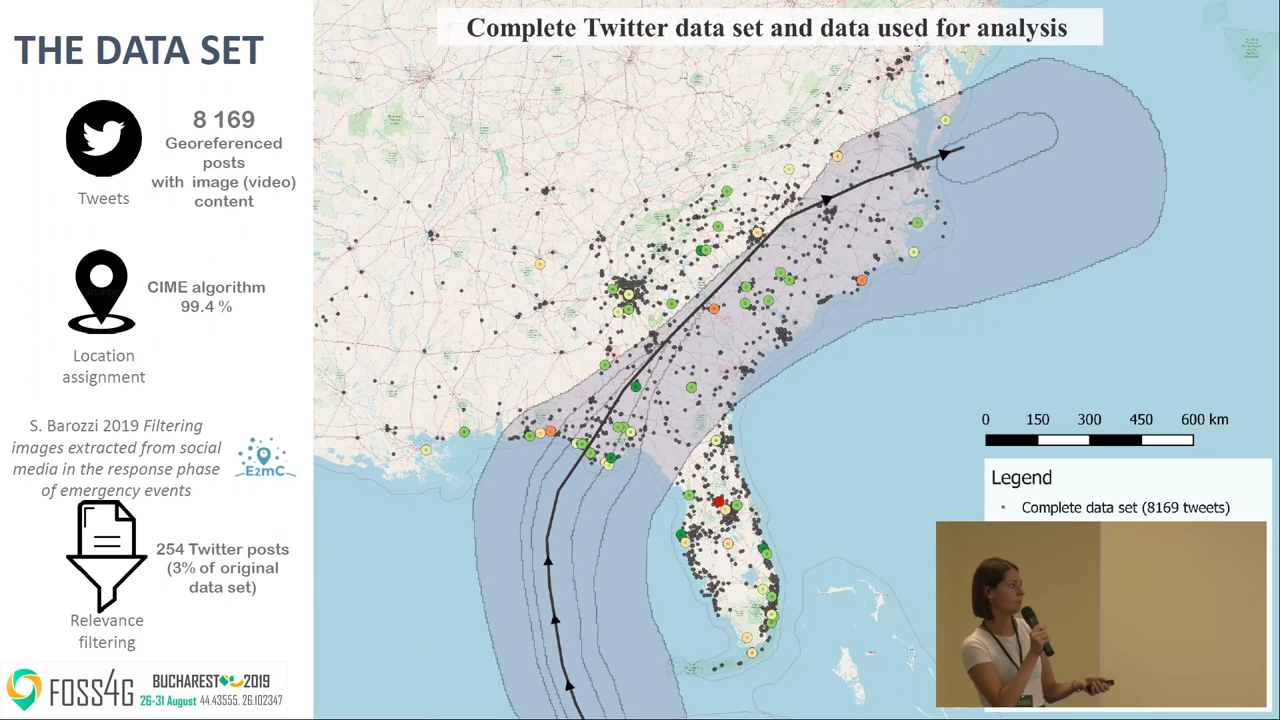 Complete Twitter data set and data used for analysis
THE DATA SET
8 169
Georeferenced
posts
with image (video)
content
Tweets
CIME algorithm
99.4 %
Location
assignment
S. Barozzi 2019 Filtering
images extracted from social
media in the response phase
of emergency events
E2mC
254 Twitter posts
(3% of original
data set)
Relevance
filtering
FOSS4G
BUCHAREST 2019
26-31 August 44.43555, 26.102347
0 150 300 450 600 km
Legend
Complete data set (8169 tweets)